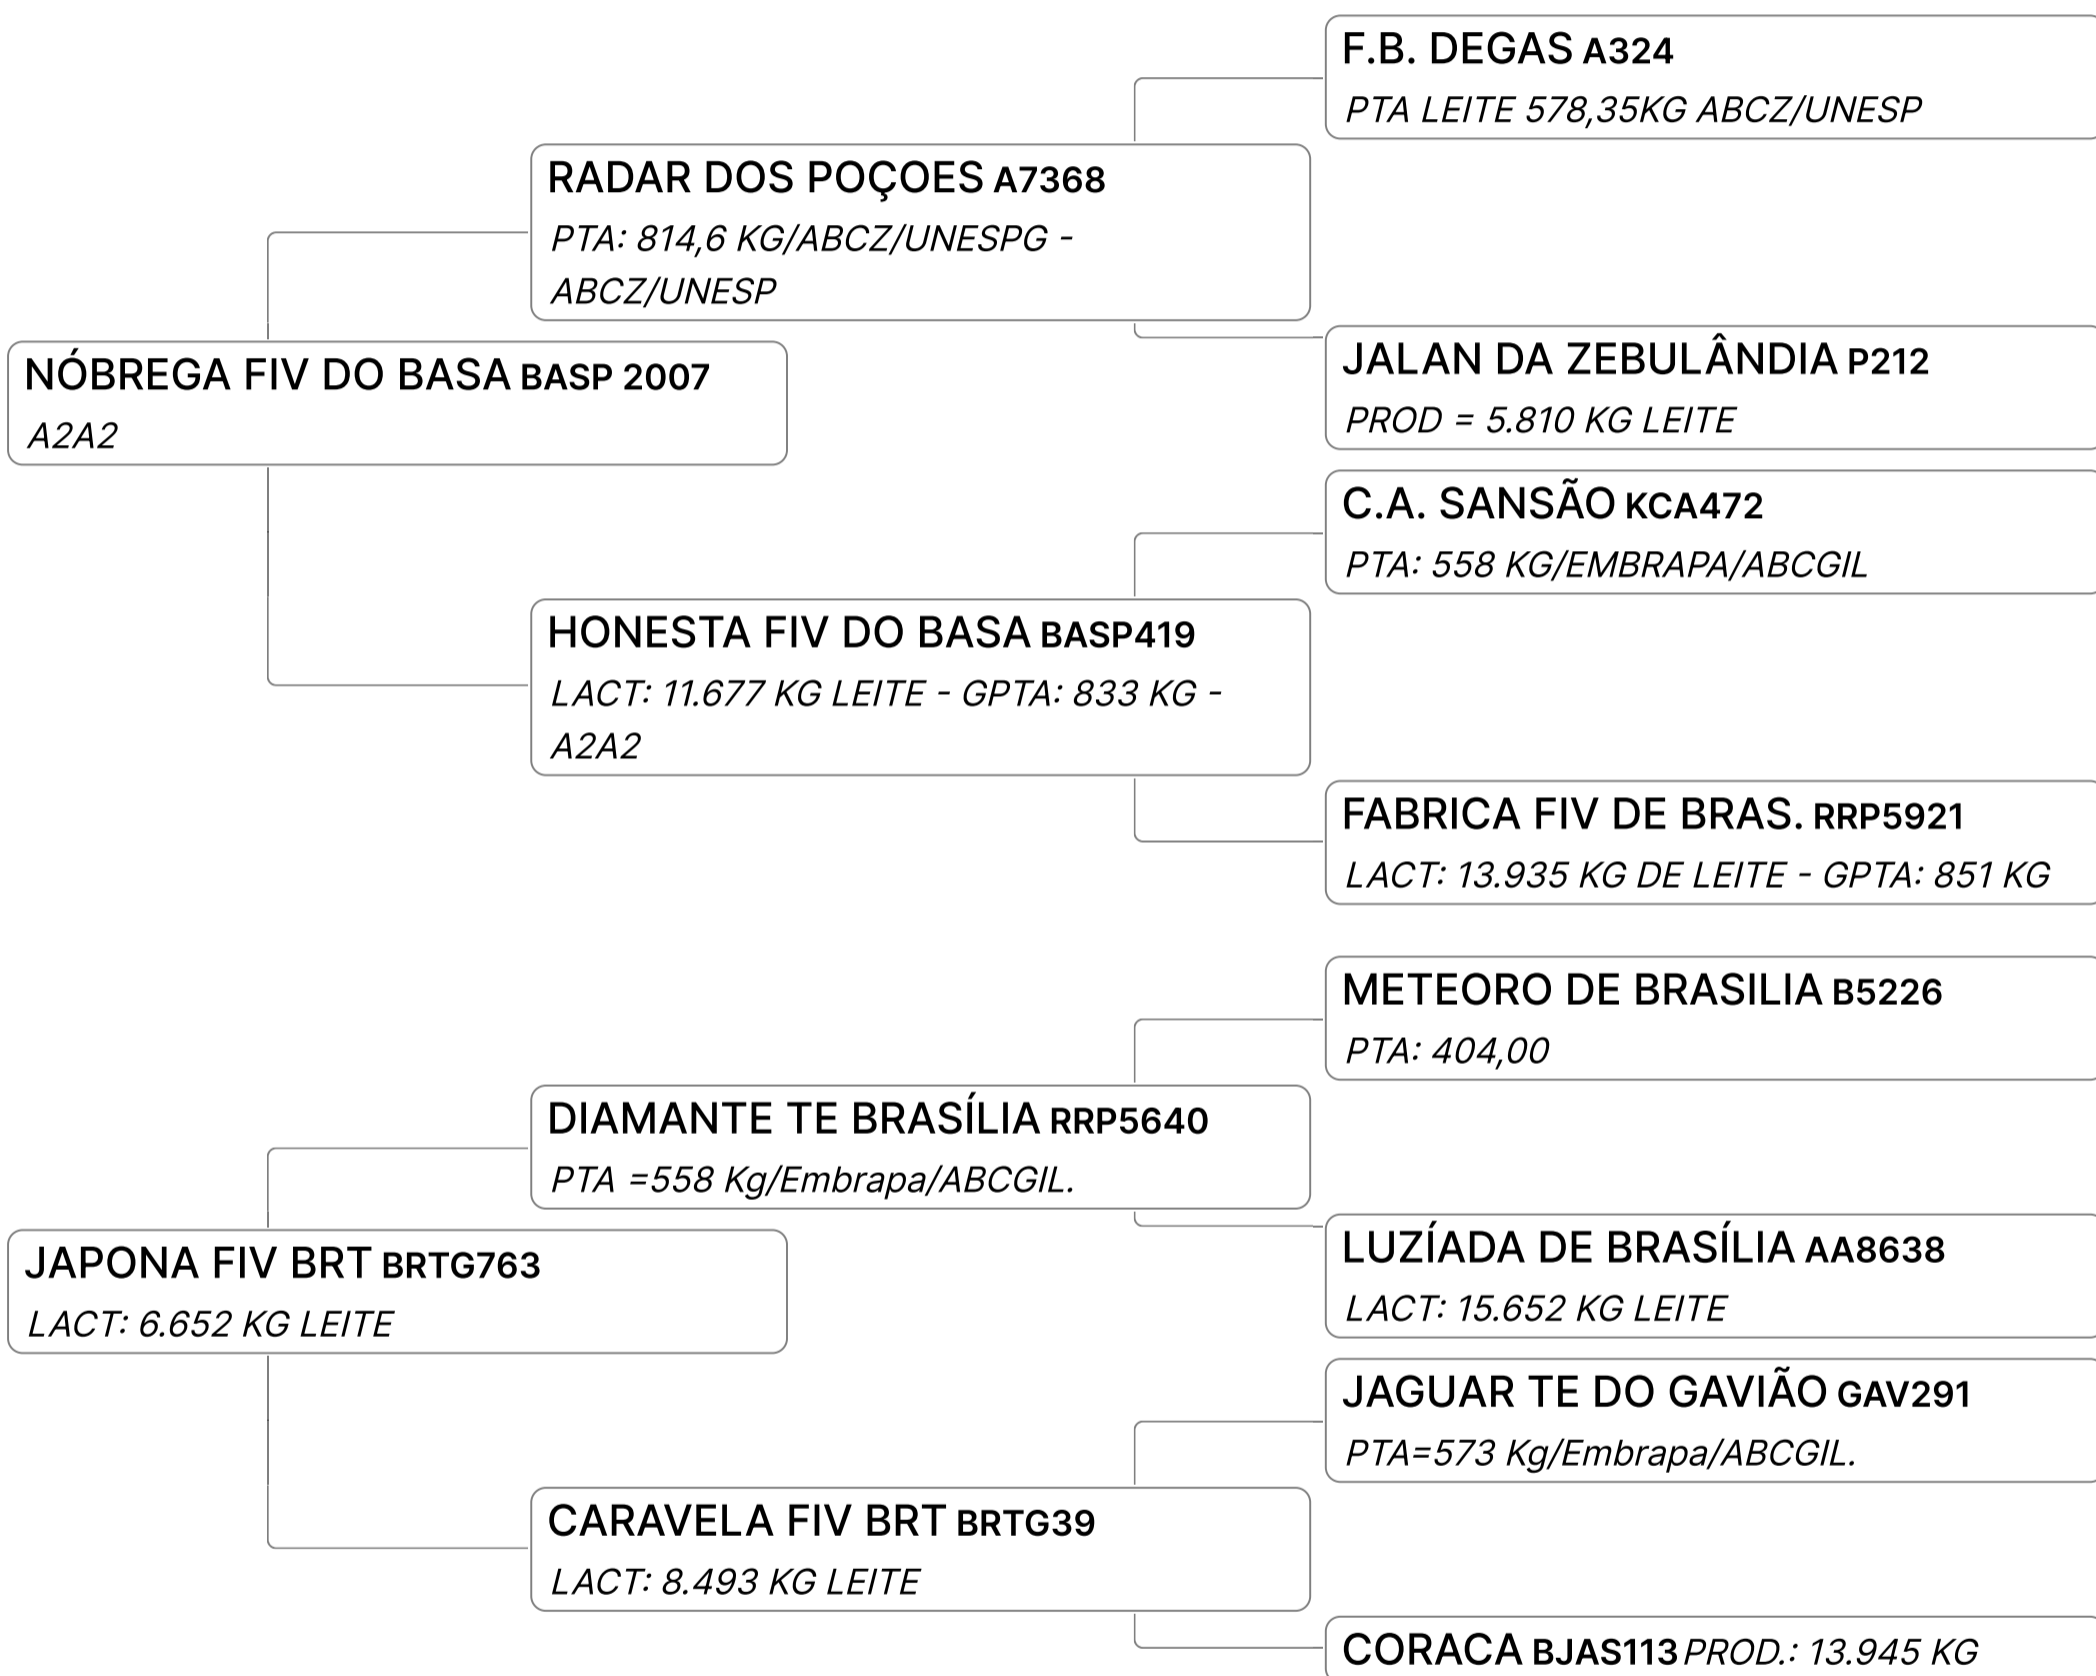 F.B. DEGAS A324
PTA LEITE 578,35KG ABCZ/UNESP
RADAR DOS POÇOES A7368
PTA: 814,6 KG/ABCZ/UNESPG -
ABCZ/UNESP
JALAN DA ZEBULÂNDIA P212
PROD = 5.810 KG LEITE
NÓBREGA FIV DO BASA BASP 2007
A2A2
C.A. SANSÃO KCA472
PTA: 558 KG/EMBRAPA/ABCGIL
HONESTA FIV DO BASA BASP419
LACT: 11.677 KG LEITE - GPTA: 833 KG -
A2A2
FABRICA FIV DE BRAS. RRP5921
LACT: 13.935 KG DE LEITE - GPTA: 851 KG
METEORO DE BRASILIA B5226
PTA: 404,00
DIAMANTE TE BRASÍLIA RRP5640
PTA =558 Kg/Embrapa/ABCGIL.
LUZÍADA DE BRASÍLIA AA8638
LACT: 15.652 KG LEITE
JAPONA FIV BRT BRTG763
LACT: 6.652 KG LEITE
JAGUAR TE DO GAVIÃO GAV291
PTA=573 Kg/Embrapa/ABCGIL.
CARAVELA FIV BRT BRTG39
LACT: 8.493 KG LEITE
CORACA BJAS113 PROD.: 13.945 KG